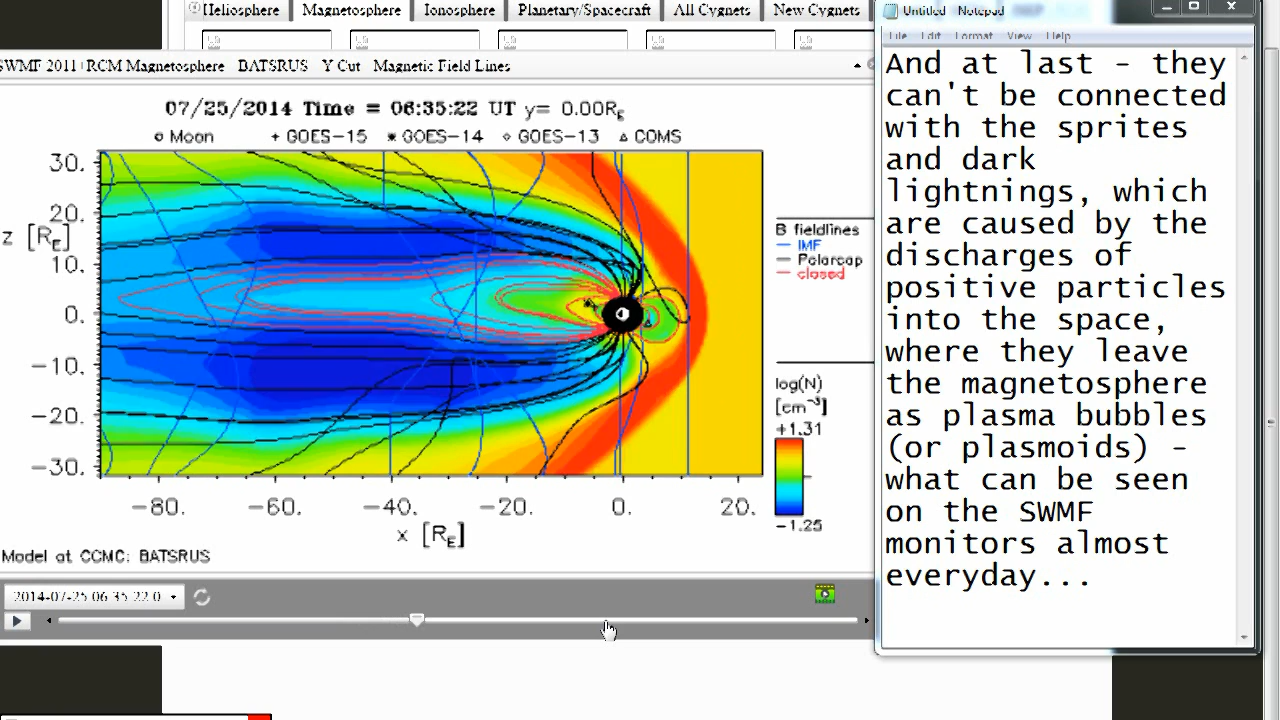 Heliosphere Magnetosphere Ionosphere Planetary/Spacecraft All Cygnets New Cygnets
SWMF 2011+RCM Magnetosphere BATSRUS Y Cut Magnetic Field Lines
07/25/2014 Time = 06:35:22 UT y= 0.00R_E
Moon GOES-15 GOES-14 GOES-13 COMS
30.
20.
z [R_E]
10.
0.
-10.
-20.
-30.
-80. -60. -40. -20. 0. 20.
x [R_E]
B fieldlines
IMF
Polarcap
closed
log(N)
[cm⁻³]
+1.31
-1.25
Model at CCMC: BATSRUS
2014-07-25 06:35:22.0
Untitled - Notepad
File Edit Format View Help
And at last - they
can't be connected
with the sprites
and dark
lightnings, which
are caused by the
discharges of
positive particles
into the space,
where they leave
the magnetosphere
as plasma bubbles
(or plasmoids) -
what can be seen
on the SWMF
monitors almost
everyday...